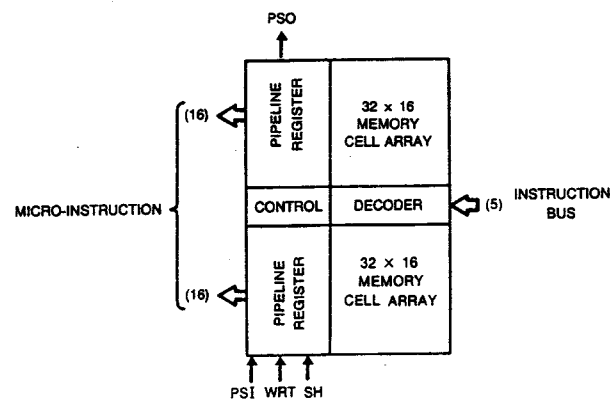 PSO
(16)
PIPELINE
REGISTER
32 × 16
MEMORY
CELL ARRAY
MICRO-INSTRUCTION
CONTROL
DECODER
(5)
INSTRUCTION
BUS
(16)
PIPELINE
REGISTER
32 × 16
MEMORY
CELL ARRAY
PSI WRT SH